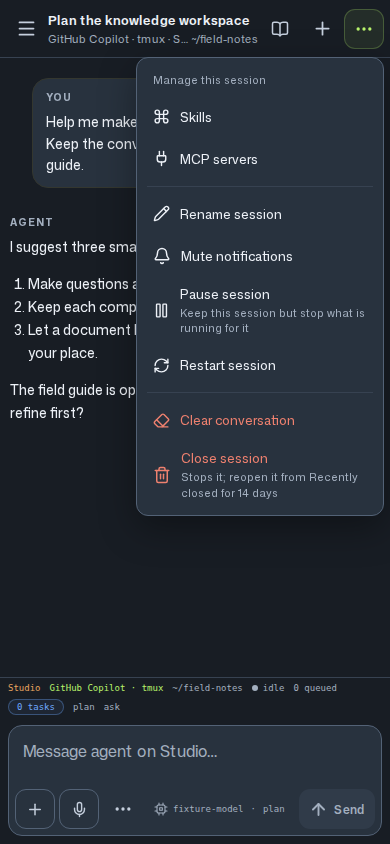 Plan the knowledge workspace
GitHub Copilot · tmux · S… ~/field-notes
YOU
Help me make
Keep the conv
guide.
AGENT
I suggest three sma
1. Make questions a
2. Keep each comp
3. Let a document
your place.
The field guide is op
refine first?
Manage this session
Skills
MCP servers
Rename session
Mute notifications
Pause session
Keep this session but stop what is
running for it
Restart session
Clear conversation
Close session
Stops it; reopen it from Recently
closed for 14 days
Studio GitHub Copilot · tmux ~/field-notes ● idle 0 queued
0 tasks plan ask
Message agent on Studio…
fixture-model · plan
Send